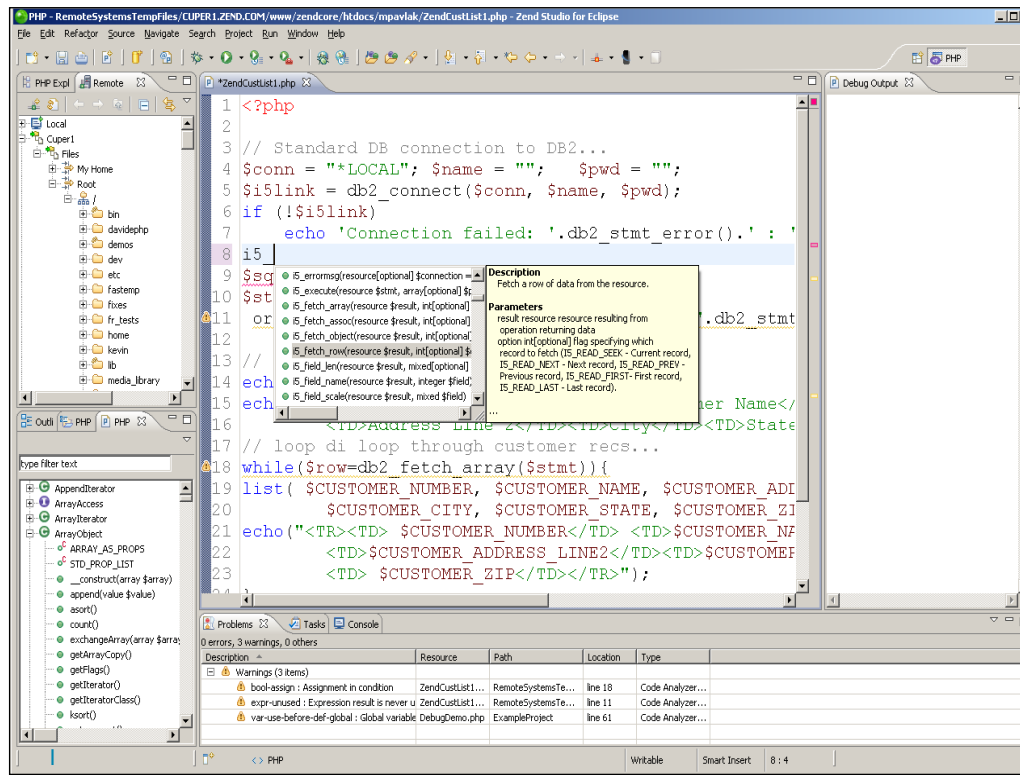 PHP - RemoteSystemsTempFiles/CUPER1.ZEND.COM/www/zendcore/htdocs/mpavlak/ZendCustList1.php - Zend Studio for Eclipse
File Edit Refactor Source Navigate Search Project Run Window Help
PHP
PHP Expl Remote
Local
Cuper1
Files
My Home
Root
/
bin
davidephp
demos
dev
etc
fastemp
fixes
fr_tests
home
kevin
lib
media_library
Outli PHP PHP
type filter text
AppendIterator
ArrayAccess
ArrayIterator
ArrayObject
ARRAY_AS_PROPS
STD_PROP_LIST
__construct(array $array)
append(value $value)
asort()
count()
exchangeArray(array $array
getArrayCopy()
getFlags()
getIterator()
getIteratorClass()
ksort()
*ZendCustList1.php
1 <?php
2
3 // Standard DB connection to DB2...
4 $conn = "*LOCAL"; $name = ""; $pwd = "";
5 $i5link = db2_connect($conn, $name, $pwd);
6 if (!$i5link)
7 echo 'Connection failed: '.db2_stmt_error().' : '
8 i5_
9 $sq
10 $st
11 or '.db2_stmt
12
13 //
14 ech
15 ech er Name</
16 <TD>Address Line 2</TD><TD>City</TD><TD>State
17 // loop di loop through customer recs...
18 while($row=db2_fetch_array($stmt)){
19 list( $CUSTOMER_NUMBER, $CUSTOMER_NAME, $CUSTOMER_ADD
20 $CUSTOMER_CITY, $CUSTOMER_STATE, $CUSTOMER_ZI
21 echo("<TR><TD> $CUSTOMER_NUMBER</TD> <TD>$CUSTOMER_NA
22 <TD>$CUSTOMER_ADDRESS_LINE2</TD><TD>$CUSTOMER
23 <TD> $CUSTOMER_ZIP</TD></TR>");
i5_errormsg(resource[optional] $connection =
i5_execute(resource $stmt, array[optional] $p
i5_fetch_array(resource $result, int[optional]
i5_fetch_assoc(resource $result, int[optional]
i5_fetch_object(resource $result, int[optional]
i5_fetch_row(resource $result, int[optional] $
i5_field_len(resource $result, mixed[optional]
i5_field_name(resource $result, integer $field)
i5_field_scale(resource $result, mixed $field)
Description
Fetch a row of data from the resource.
Parameters
result resource resource resulting from
operation returning data
option int[optional] flag specifying which
record to fetch (I5_READ_SEEK - Current record,
I5_READ_NEXT - Next record, I5_READ_PREV -
Previous record, I5_READ_FIRST- First record,
I5_READ_LAST - Last record).
...
Debug Output
Problems Tasks Console
0 errors, 3 warnings, 0 others
Description Resource Path Location Type
Warnings (3 items)
bool-assign : Assignment in condition ZendCustList1... RemoteSystemsTe... line 18 Code Analyzer...
expr-unused : Expression result is never u ZendCustList1... RemoteSystemsTe... line 11 Code Analyzer...
var-use-before-def-global : Global variable DebugDemo.php ExampleProject line 61 Code Analyzer...
<> PHP Writable Smart Insert 8 : 4